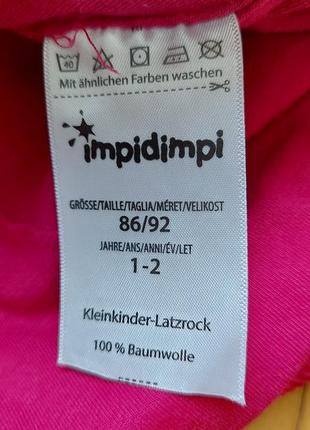 40
Mit ähnlichen Farben waschen
impidimpi
GRÖSSE/TAILLE/TAGLIA/MÉRET/VELIKOST
86/92
JAHRE/ANS/ANNI/ÉV/LET
1-2
Kleinkinder-Latzrock
100 % Baumwolle